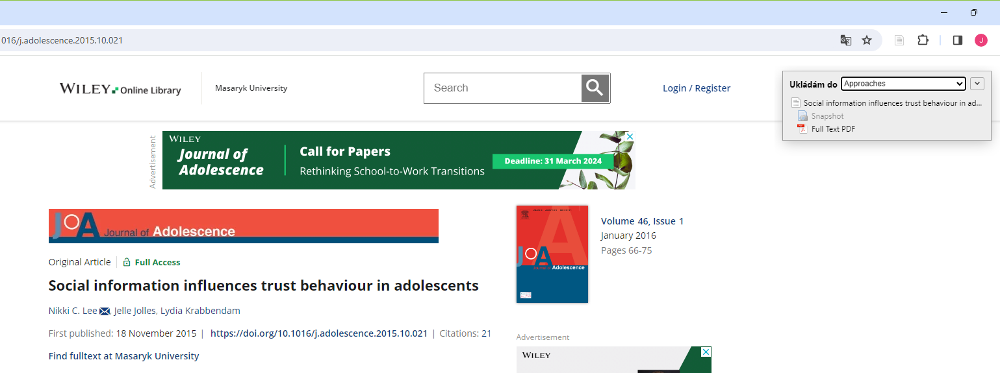 016/j.adolescence.2015.10.021
J
WILEY Online Library
Masaryk University
Search
Login / Register
Ukládám do Approaches
Social information influences trust behaviour in ad...
Snapshot
Full Text PDF
Advertisement
WILEY
Journal of
Adolescence
Call for Papers
Rethinking School-to-Work Transitions
Deadline: 31 March 2024
JOA Journal of Adolescence
Original Article
Full Access
Social information influences trust behaviour in adolescents
Nikki C. Lee, Jelle Jolles, Lydia Krabbendam
First published: 18 November 2015 | https://doi.org/10.1016/j.adolescence.2015.10.021 | Citations: 21
Find fulltext at Masaryk University
A
JOA
Journal of Adolescence
Volume 46, Issue 1
January 2016
Pages 66-75
Advertisement
WILEY